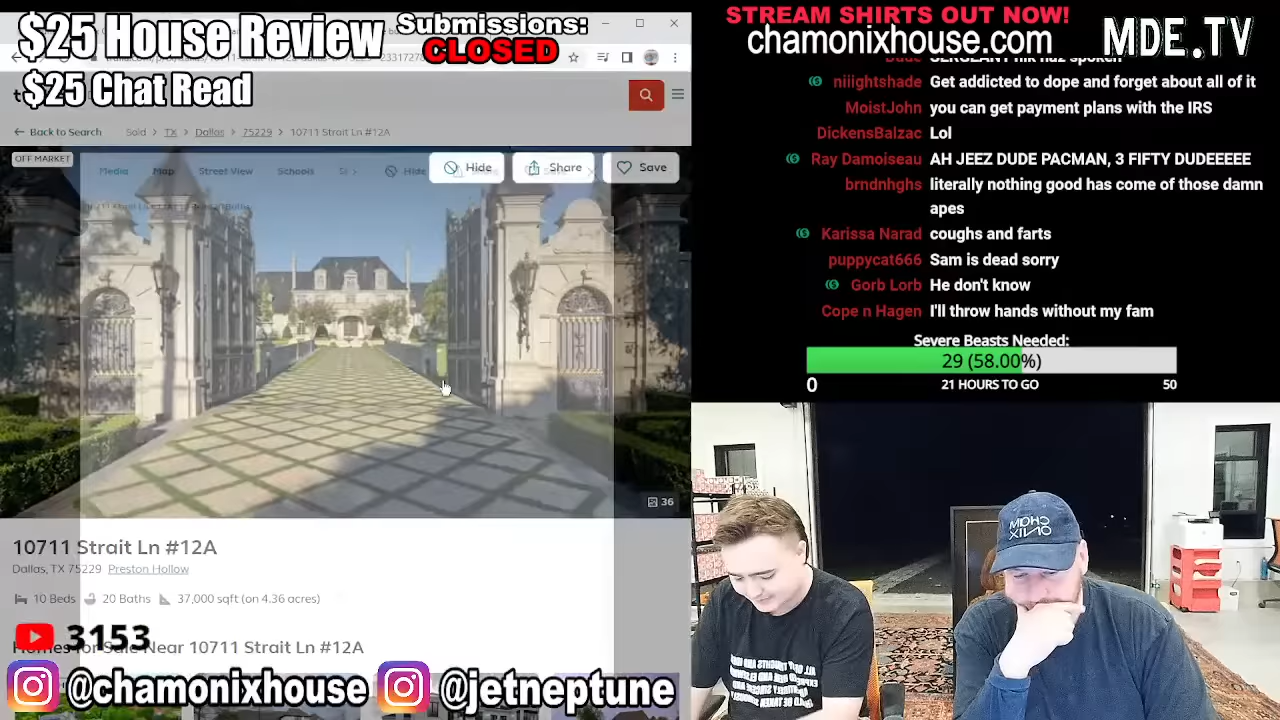 $25 House Review
Submissions:
CLOSED
$25 Chat Read
Back to Search
Sold > TX > Dallas > 75229 > 10711 Strait Ln #12A
OFF MARKET
Media
Map
Street View
Schools
Hide
Hide
Share
Save
36
10711 Strait Ln #12A
Dallas, TX 75229 Preston Hollow
10 Beds 20 Baths 37,000 sqft (on 4.36 acres)
3153
Homes for Sale Near 10711 Strait Ln #12A
@chamonixhouse
@jetneptune
STREAM SHIRTS OUT NOW!
chamonixhouse.com
MDE.TV
niiightshade Get addicted to dope and forget about all of it
MoistJohn you can get payment plans with the IRS
DickensBalzac Lol
Ray Damoiseau AH JEEZ DUDE PACMAN, 3 FIFTY DUDEEEEE
brndnhghs literally nothing good has come of those damn
apes
Karissa Narad coughs and farts
puppycat666 Sam is dead sorry
Gorb Lorb He don't know
Cope n Hagen I'll throw hands without my fam
Severe Beasts Needed:
29 (58.00%)
0
21 HOURS TO GO
50